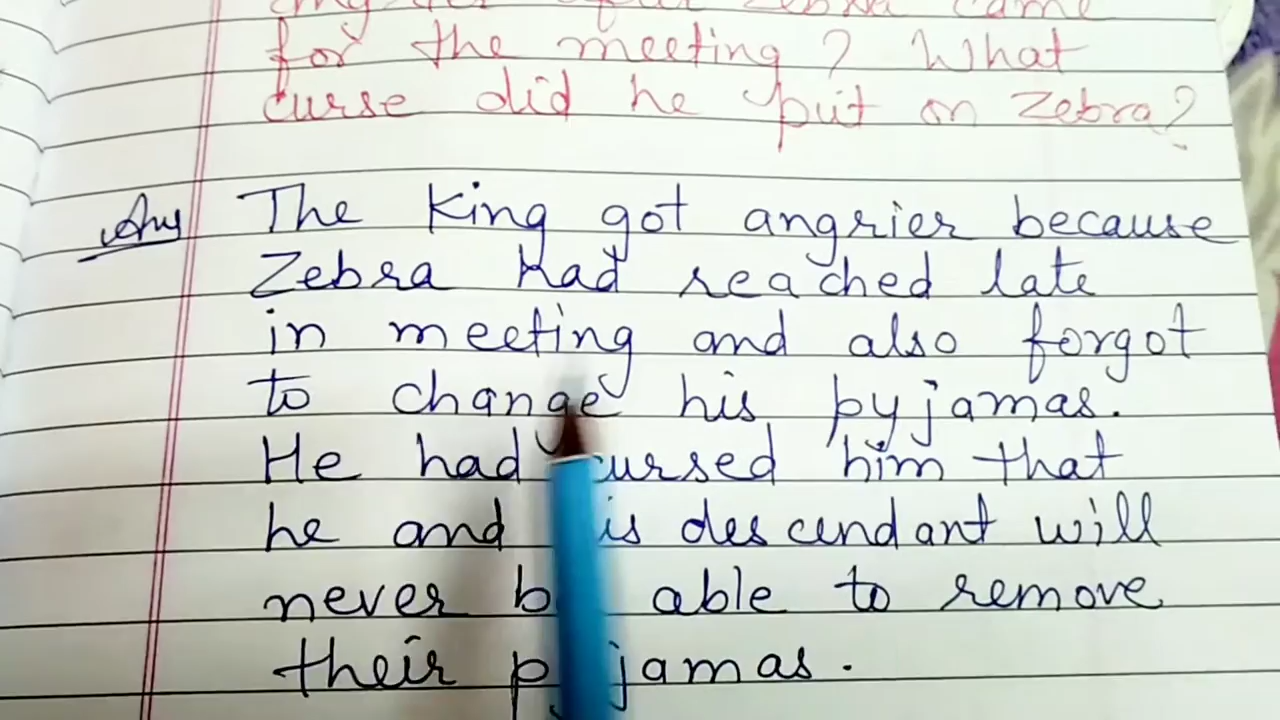 Zebra came
for the meeting ? What
curse did he put on Zebra?
Ans The King got angrier because
Zebra had reached late
in meeting and also forgot
to change his pyjamas.
He had cursed him that
he and is descendant will
never b able to remove
their p jamas.